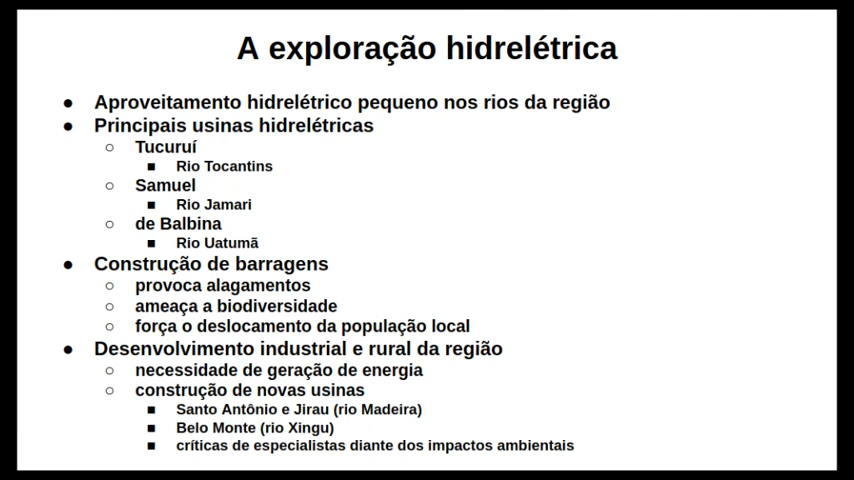 A exploração hidrelétrica
● Aproveitamento hidrelétrico pequeno nos rios da região
● Principais usinas hidrelétricas
○ Tucuruí
■ Rio Tocantins
○ Samuel
■ Rio Jamari
○ de Balbina
■ Rio Uatumã
● Construção de barragens
○ provoca alagamentos
○ ameaça a biodiversidade
○ força o deslocamento da população local
● Desenvolvimento industrial e rural da região
○ necessidade de geração de energia
○ construção de novas usinas
■ Santo Antônio e Jirau (rio Madeira)
■ Belo Monte (rio Xingu)
■ críticas de especialistas diante dos impactos ambientais